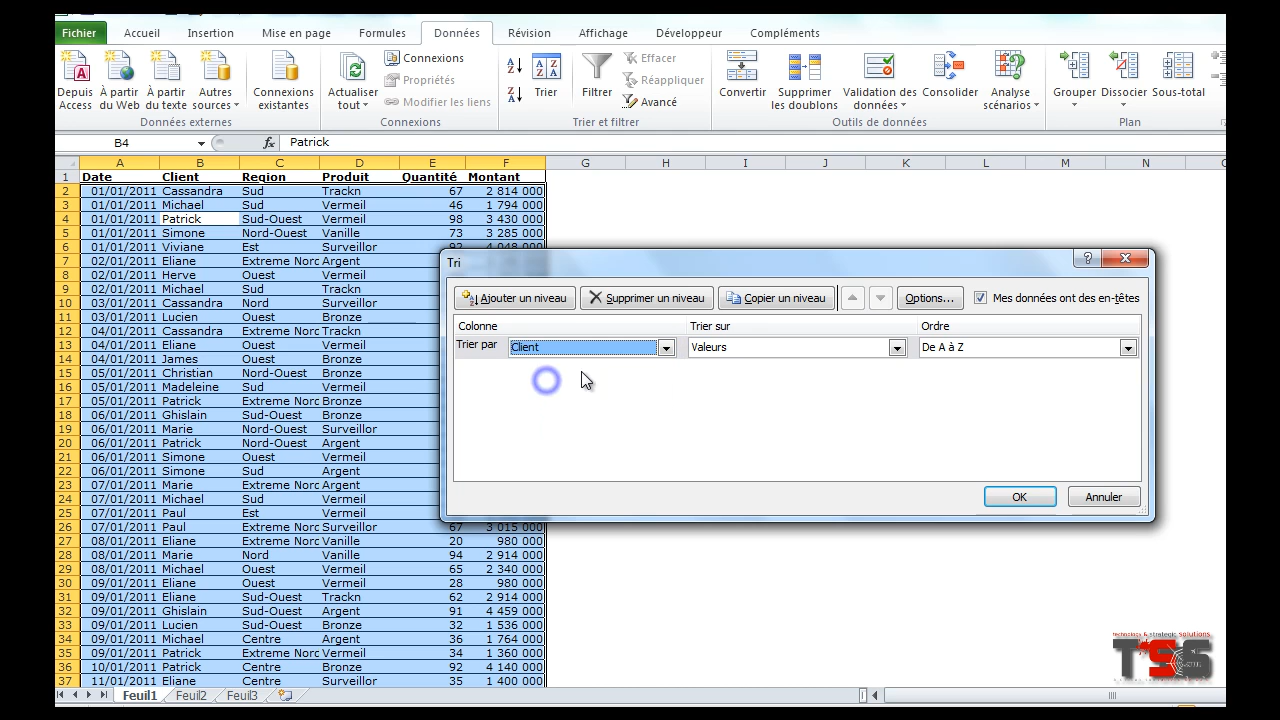 Fichier Accueil Insertion Mise en page Formules Données Révision Affichage Développeur Compléments
Depuis Access
À partir du Web
À partir du texte
Autres sources
Connexions existantes
Actualiser tout
Connexions
Propriétés
Modifier les liens
Trier
Filtrer
Effacer
Réappliquer
Avancé
Convertir
Supprimer les doublons
Validation des données
Consolider
Analyse scénarios
Grouper
Dissocier
Sous-total
Données externes Connexions Trier et filtrer Outils de données Plan
B4 fx Patrick
A B C D E F G H I J K L M N
1 Date Client Region Produit Quantité Montant
2 01/01/2011 Cassandra Sud Trackn 67 2 814 000
3 01/01/2011 Michael Sud Vermeil 46 1 794 000
4 01/01/2011 Patrick Sud-Ouest Vermeil 98 3 430 000
5 01/01/2011 Simone Nord-Ouest Vanille 73 3 285 000
6 01/01/2011 Viviane Est Surveillor 92 4 048 000
7 02/01/2011 Eliane Extreme Nord Argent
8 02/01/2011 Herve Ouest Vermeil
9 02/01/2011 Michael Sud Trackn
10 03/01/2011 Cassandra Nord Surveillor
11 03/01/2011 Lucien Ouest Bronze
12 04/01/2011 Cassandra Extreme Nord Trackn
13 04/01/2011 Eliane Ouest Vermeil
14 04/01/2011 James Ouest Bronze
15 05/01/2011 Christian Nord-Ouest Bronze
16 05/01/2011 Madeleine Sud Vermeil
17 05/01/2011 Patrick Extreme Nord Bronze
18 06/01/2011 Ghislain Sud-Ouest Bronze
19 06/01/2011 Marie Nord-Ouest Surveillor
20 06/01/2011 Patrick Nord-Ouest Argent
21 06/01/2011 Simone Ouest Vermeil
22 06/01/2011 Simone Sud Argent
23 07/01/2011 Marie Extreme Nord Argent
24 07/01/2011 Michael Sud Vermeil
25 07/01/2011 Paul Est Vermeil
26 07/01/2011 Paul Extreme Nord Surveillor 67 3 015 000
27 08/01/2011 Eliane Extreme Nord Vanille 20 980 000
28 08/01/2011 Marie Nord Vanille 94 2 914 000
29 08/01/2011 Michael Ouest Vermeil 65 2 340 000
30 09/01/2011 Eliane Ouest Vermeil 28 980 000
31 09/01/2011 Eliane Sud-Ouest Trackn 62 2 914 000
32 09/01/2011 Ghislain Sud-Ouest Argent 91 4 459 000
33 09/01/2011 Lucien Sud-Ouest Bronze 32 1 536 000
34 09/01/2011 Michael Centre Argent 36 1 764 000
35 09/01/2011 Patrick Extreme Nord Vermeil 34 1 360 000
36 10/01/2011 Patrick Centre Bronze 92 4 140 000
37 11/01/2011 Eliane Centre Surveillor 35 1 400 000
Tri
Ajouter un niveau Supprimer un niveau Copier un niveau Options... Mes données ont des en-têtes
Colonne Trier sur Ordre
Trier par Client Valeurs De A à Z
OK Annuler
technology & strategic solutions
TSS
.com
Feuil1 Feuil2 Feuil3